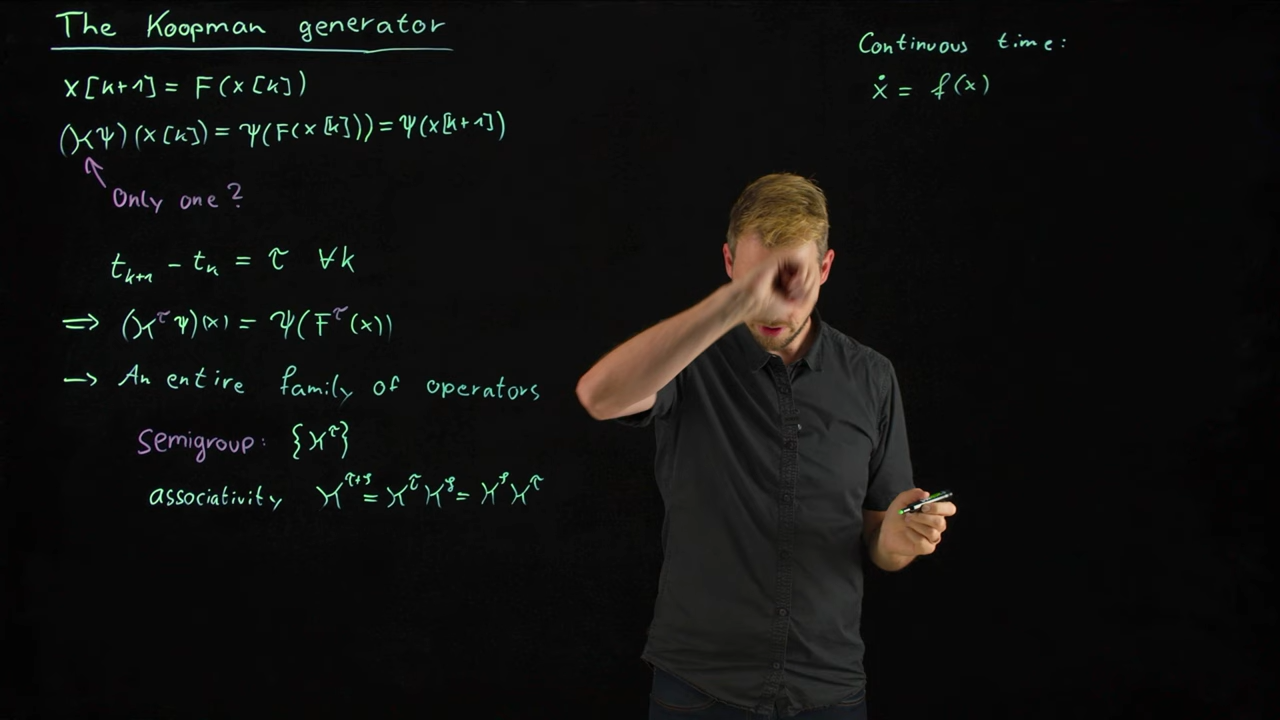 The Koopman generator
x[k+1] = F(x[k])
(𝒦ψ)(x[k]) = ψ(F(x[k])) = ψ(x[k+1])
Only one?
t_{k+1} - t_k = τ ∀k
⇒ (𝒦^τ ψ)(x) = ψ(F^τ(x))
→ An entire family of operators
Semigroup: {𝒦^τ}
associativity 𝒦^{τ+s} = 𝒦^τ 𝒦^s = 𝒦^s 𝒦^τ
Continuous time:
ẋ = f(x)